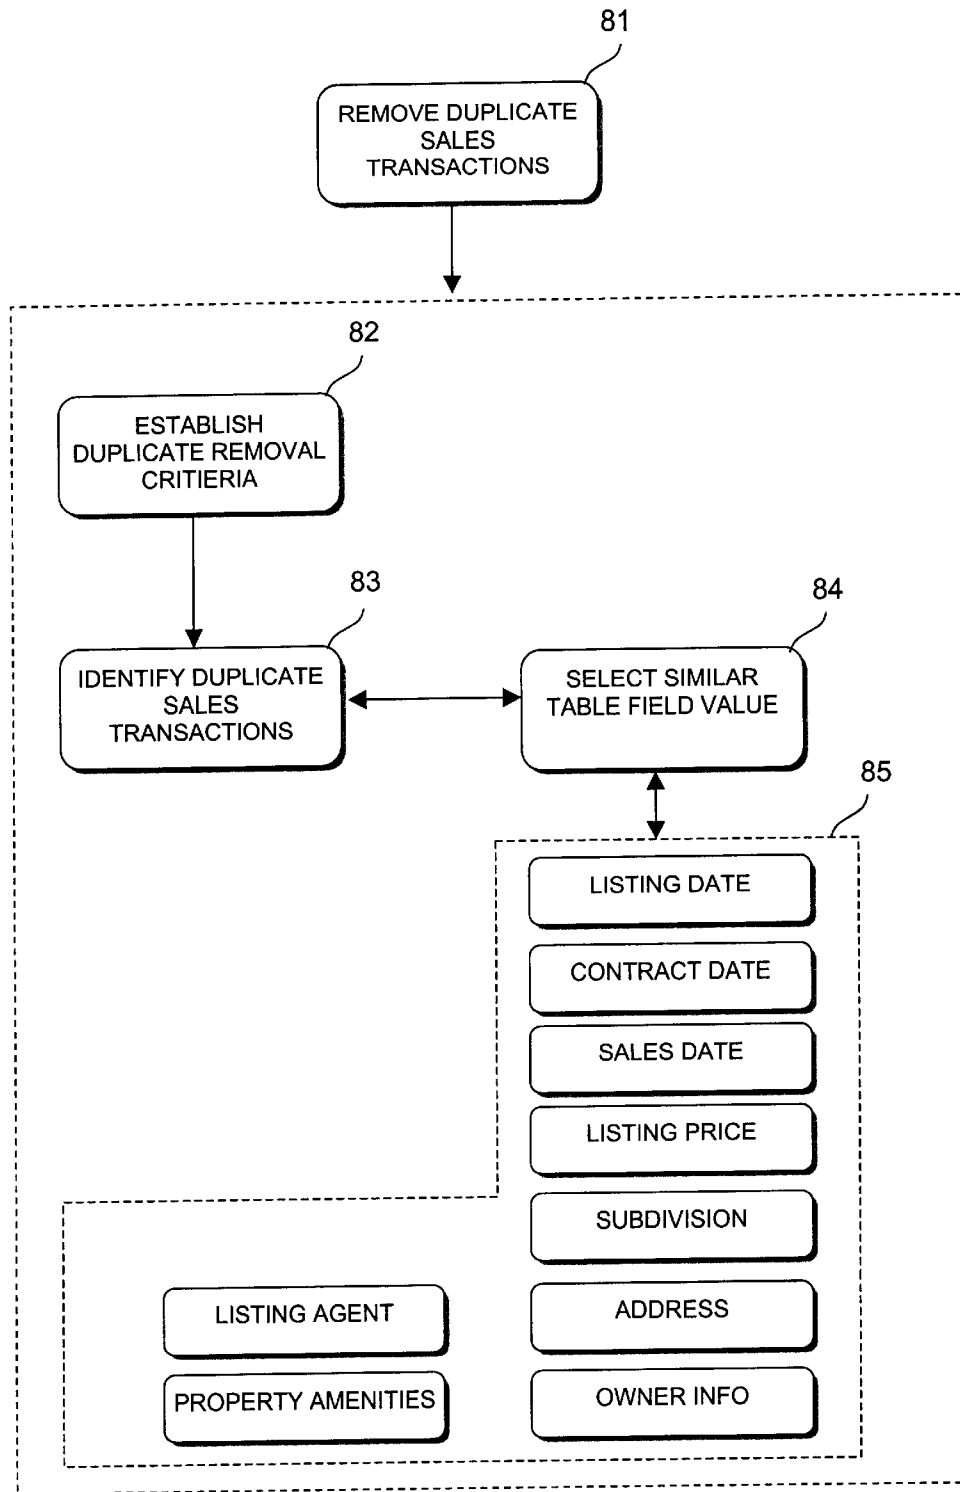 81
REMOVE DUPLICATE
SALES
TRANSACTIONS
82
ESTABLISH
DUPLICATE REMOVAL
CRITIERIA
83
IDENTIFY DUPLICATE
SALES
TRANSACTIONS
84
SELECT SIMILAR
TABLE FIELD VALUE
85
LISTING DATE
CONTRACT DATE
SALES DATE
LISTING PRICE
SUBDIVISION
LISTING AGENT
ADDRESS
PROPERTY AMENITIES
OWNER INFO